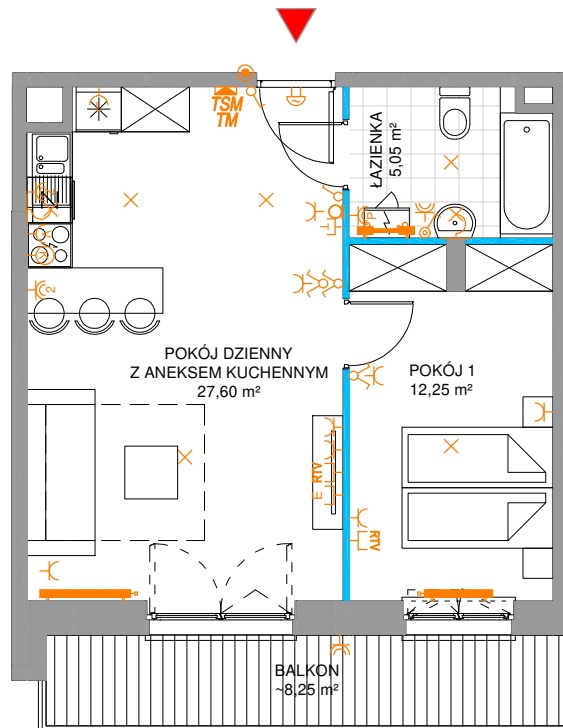 TSM
TM
ŁAZIENKA
5,05 m²
P
2
POKÓJ DZIENNY
Z ANEKSEM KUCHENNYM
27,60 m²
POKÓJ 1
12,25 m²
E RTV
RTV
BALKON
~8,25 m²